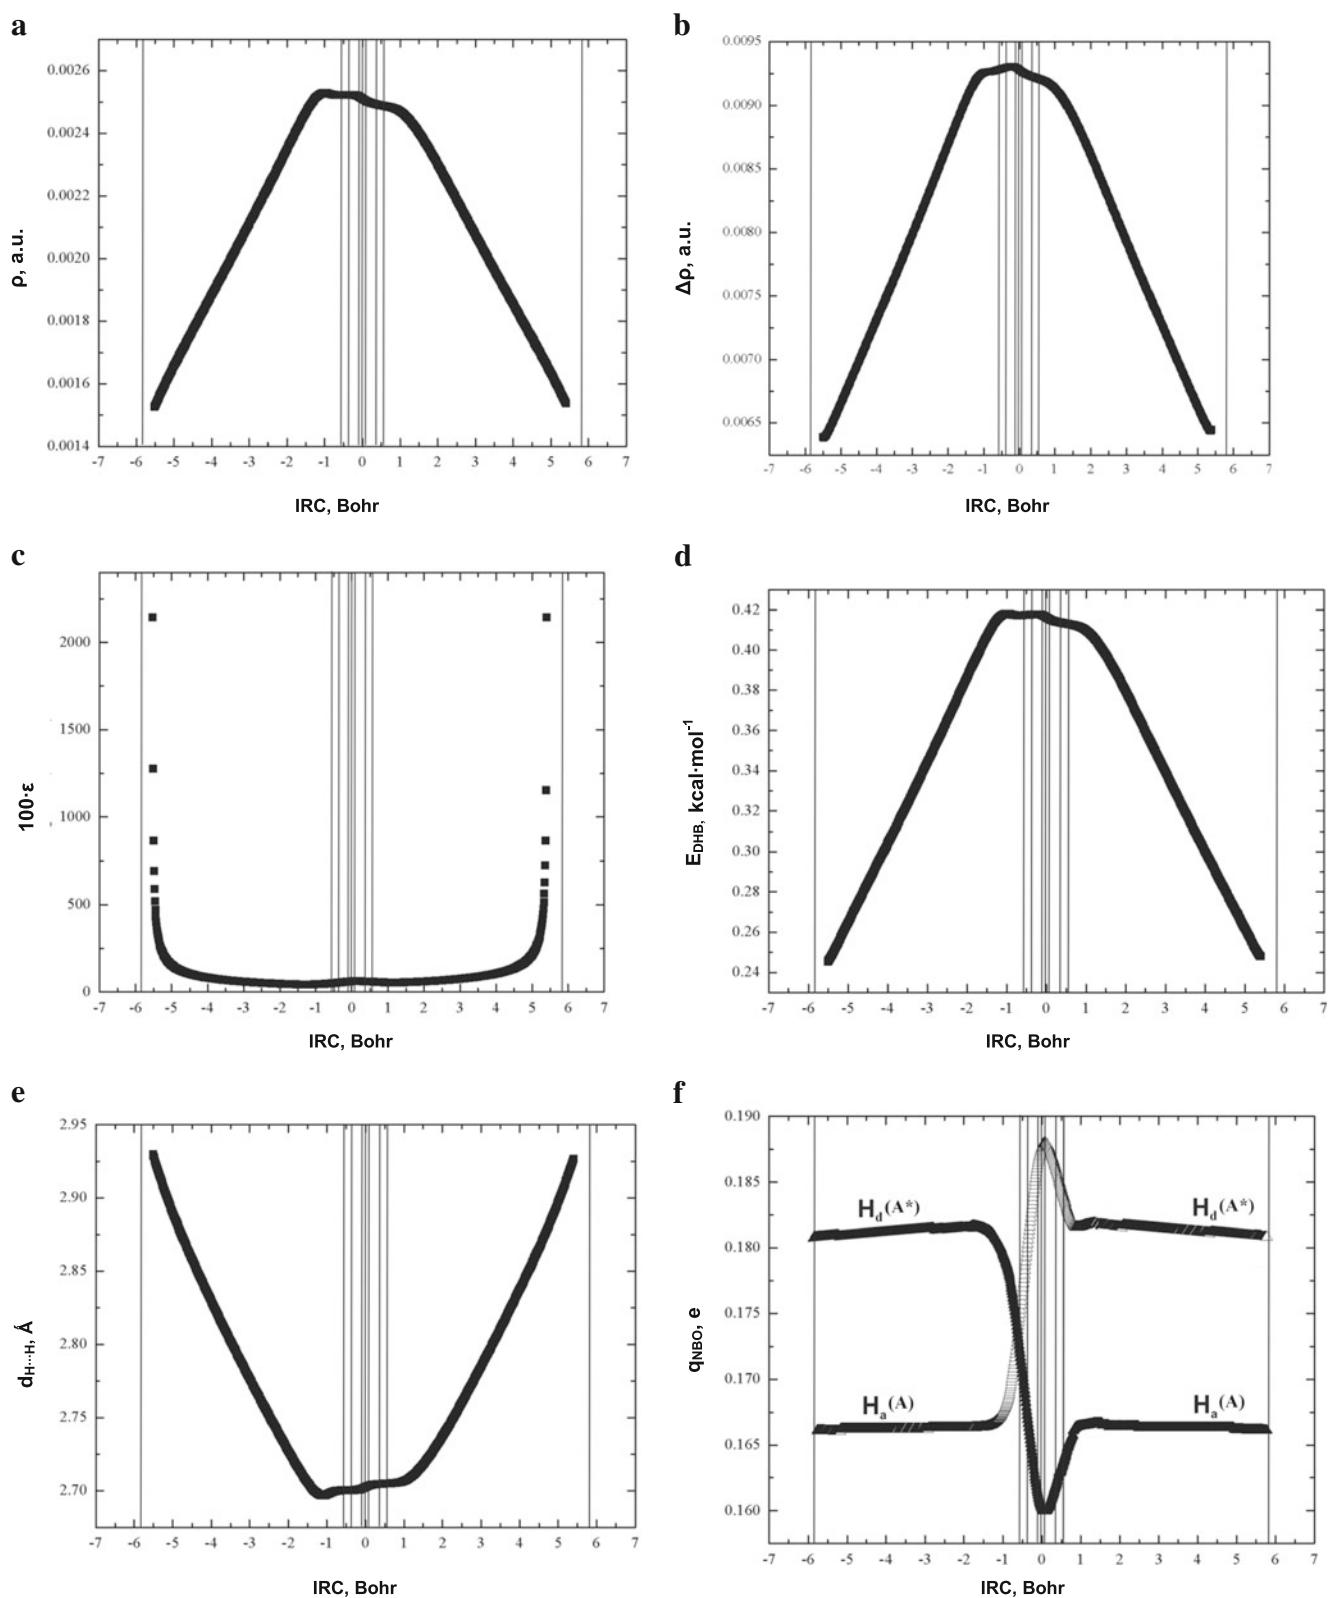 a
0.0026
0.0024
0.0022
0.0020
0.0018
0.0016
0.0014
ρ, a.u.
-7 -6 -5 -4 -3 -2 -1 0 1 2 3 4 5 6 7
IRC, Bohr
b
0.0095
0.0090
0.0085
0.0080
0.0075
0.0070
0.0065
Δρ, a.u.
-7 -6 -5 -4 -3 -2 -1 0 1 2 3 4 5 6 7
IRC, Bohr
c
2000
1500
1000
500
0
100·ε
-7 -6 -5 -4 -3 -2 -1 0 1 2 3 4 5 6 7
IRC, Bohr
d
0.42
0.40
0.38
0.36
0.34
0.32
0.30
0.28
0.26
0.24
E_DHB, kcal·mol⁻¹
-7 -6 -5 -4 -3 -2 -1 0 1 2 3 4 5 6 7
IRC, Bohr
e
2.95
2.90
2.85
2.80
2.75
2.70
d_H···H, Å
-7 -6 -5 -4 -3 -2 -1 0 1 2 3 4 5 6 7
IRC, Bohr
f
0.190
0.185
0.180
0.175
0.170
0.165
0.160
q_NBO, e
H_d(A*) H_d(A*)
H_a(A) H_a(A)
-7 -6 -5 -4 -3 -2 -1 0 1 2 3 4 5 6 7
IRC, Bohr